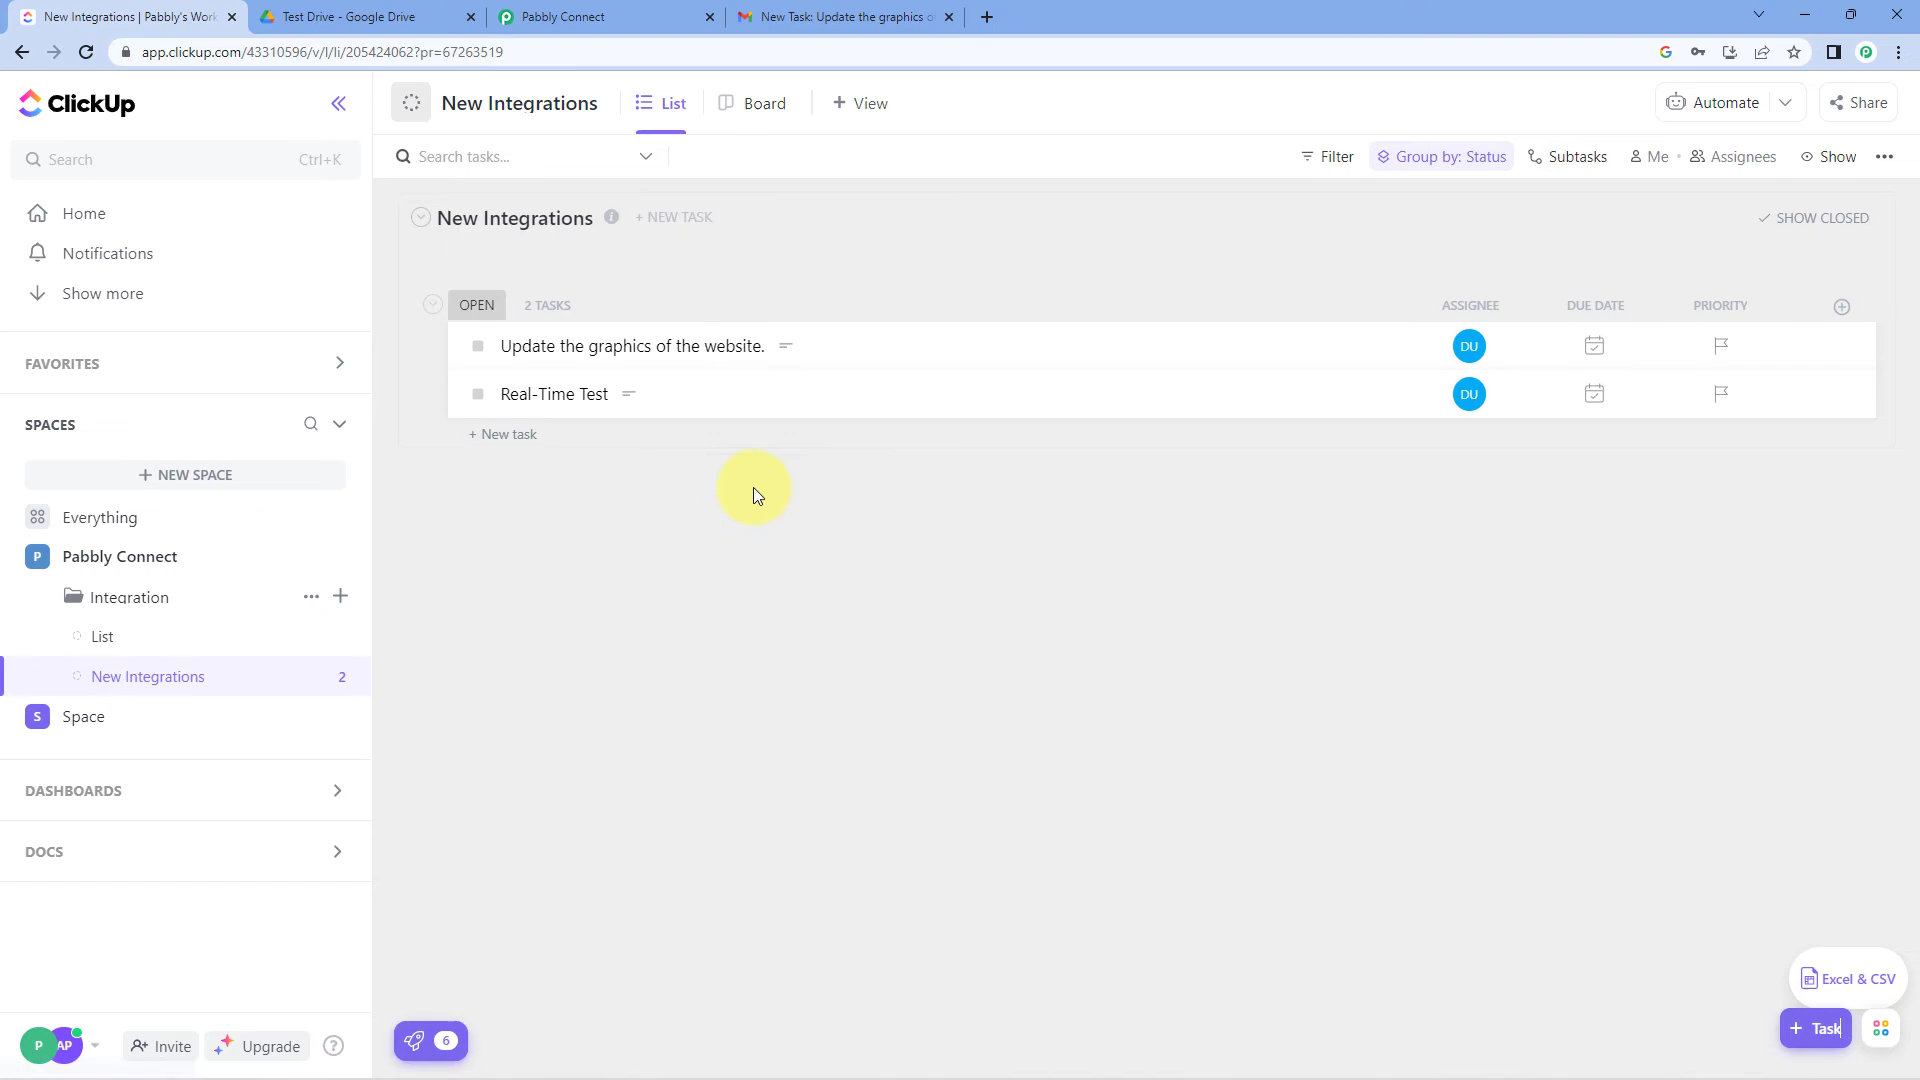 New Integrations | Pabbly's Work
Test Drive - Google Drive
Pabbly Connect
New Task: Update the graphics o
app.clickup.com/43310596/v/l/li/205424062?pr=67263519
ClickUp
New Integrations
List
Board
+ View
Automate
Share
Search
Ctrl+K
Search tasks...
Filter
Group by: Status
Subtasks
Me
Assignees
Show
Home
Notifications
Show more
New Integrations
+ NEW TASK
SHOW CLOSED
OPEN
2 TASKS
ASSIGNEE
DUE DATE
PRIORITY
Update the graphics of the website.
DU
Real-Time Test
DU
+ New task
FAVORITES
SPACES
+ NEW SPACE
Everything
P
Pabbly Connect
Integration
List
New Integrations
2
S
Space
DASHBOARDS
DOCS
Excel & CSV
+ Task
P
AP
Invite
Upgrade
?
6